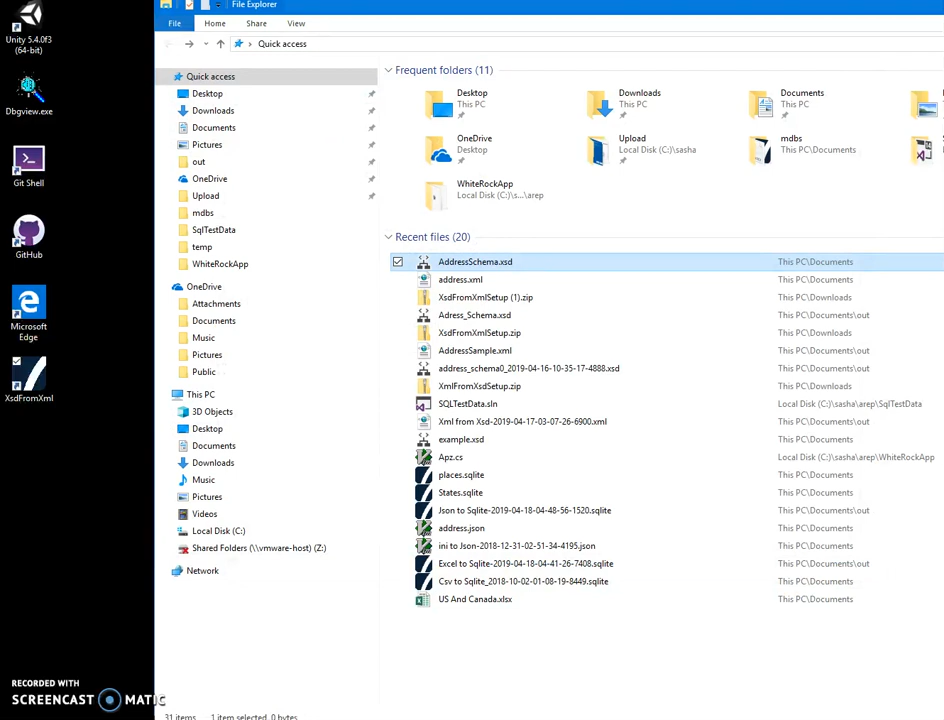 File Explorer
File Home Share View
Quick access
Unity 5.4.0f3
(64-bit)
Dbgview.exe
Git Shell
GitHub
Microsoft
Edge
XsdFromXml
Quick access
Desktop
Downloads
Documents
Pictures
out
OneDrive
Upload
mdbs
SqlTestData
temp
WhiteRockApp
OneDrive
Attachments
Documents
Music
Pictures
Public
This PC
3D Objects
Desktop
Documents
Downloads
Music
Pictures
Videos
Local Disk (C:)
Shared Folders (\\vmware-host) (Z:)
Network
Frequent folders (11)
Desktop
This PC
Downloads
This PC
Documents
This PC
OneDrive
Desktop
Upload
Local Disk (C:)\sasha
mdbs
This PC\Documents
WhiteRockApp
Local Disk (C:)\s...\arep
Recent files (20)
AddressSchema.xsd This PC\Documents
address.xml This PC\Documents
XsdFromXmlSetup (1).zip This PC\Downloads
Adress_Schema.xsd This PC\Documents\out
XsdFromXmlSetup.zip This PC\Downloads
AddressSample.xml This PC\Documents\out
address_schema0_2019-04-16-10-35-17-4888.xsd This PC\Documents\out
XmlFromXsdSetup.zip This PC\Downloads
SQLTestData.sln Local Disk (C:)\sasha\arep\SqlTestData
Xml from Xsd-2019-04-17-03-07-26-6900.xml This PC\Documents\out
example.xsd This PC\Documents
Apz.cs Local Disk (C:)\sasha\arep\WhiteRockApp
places.sqlite This PC\Documents
States.sqlite This PC\Documents
Json to Sqlite-2019-04-18-04-48-56-1520.sqlite This PC\Documents\out
address.json This PC\Documents
ini to Json-2018-12-31-02-51-34-4195.json This PC\Documents
Excel to Sqlite-2019-04-18-04-41-26-7408.sqlite This PC\Documents\out
Csv to Sqlite_2018-10-02-01-08-19-8449.sqlite This PC\Documents
US And Canada.xlsx This PC\Documents
31 items 1 item selected, 0 bytes
RECORDED WITH
SCREENCAST MATIC